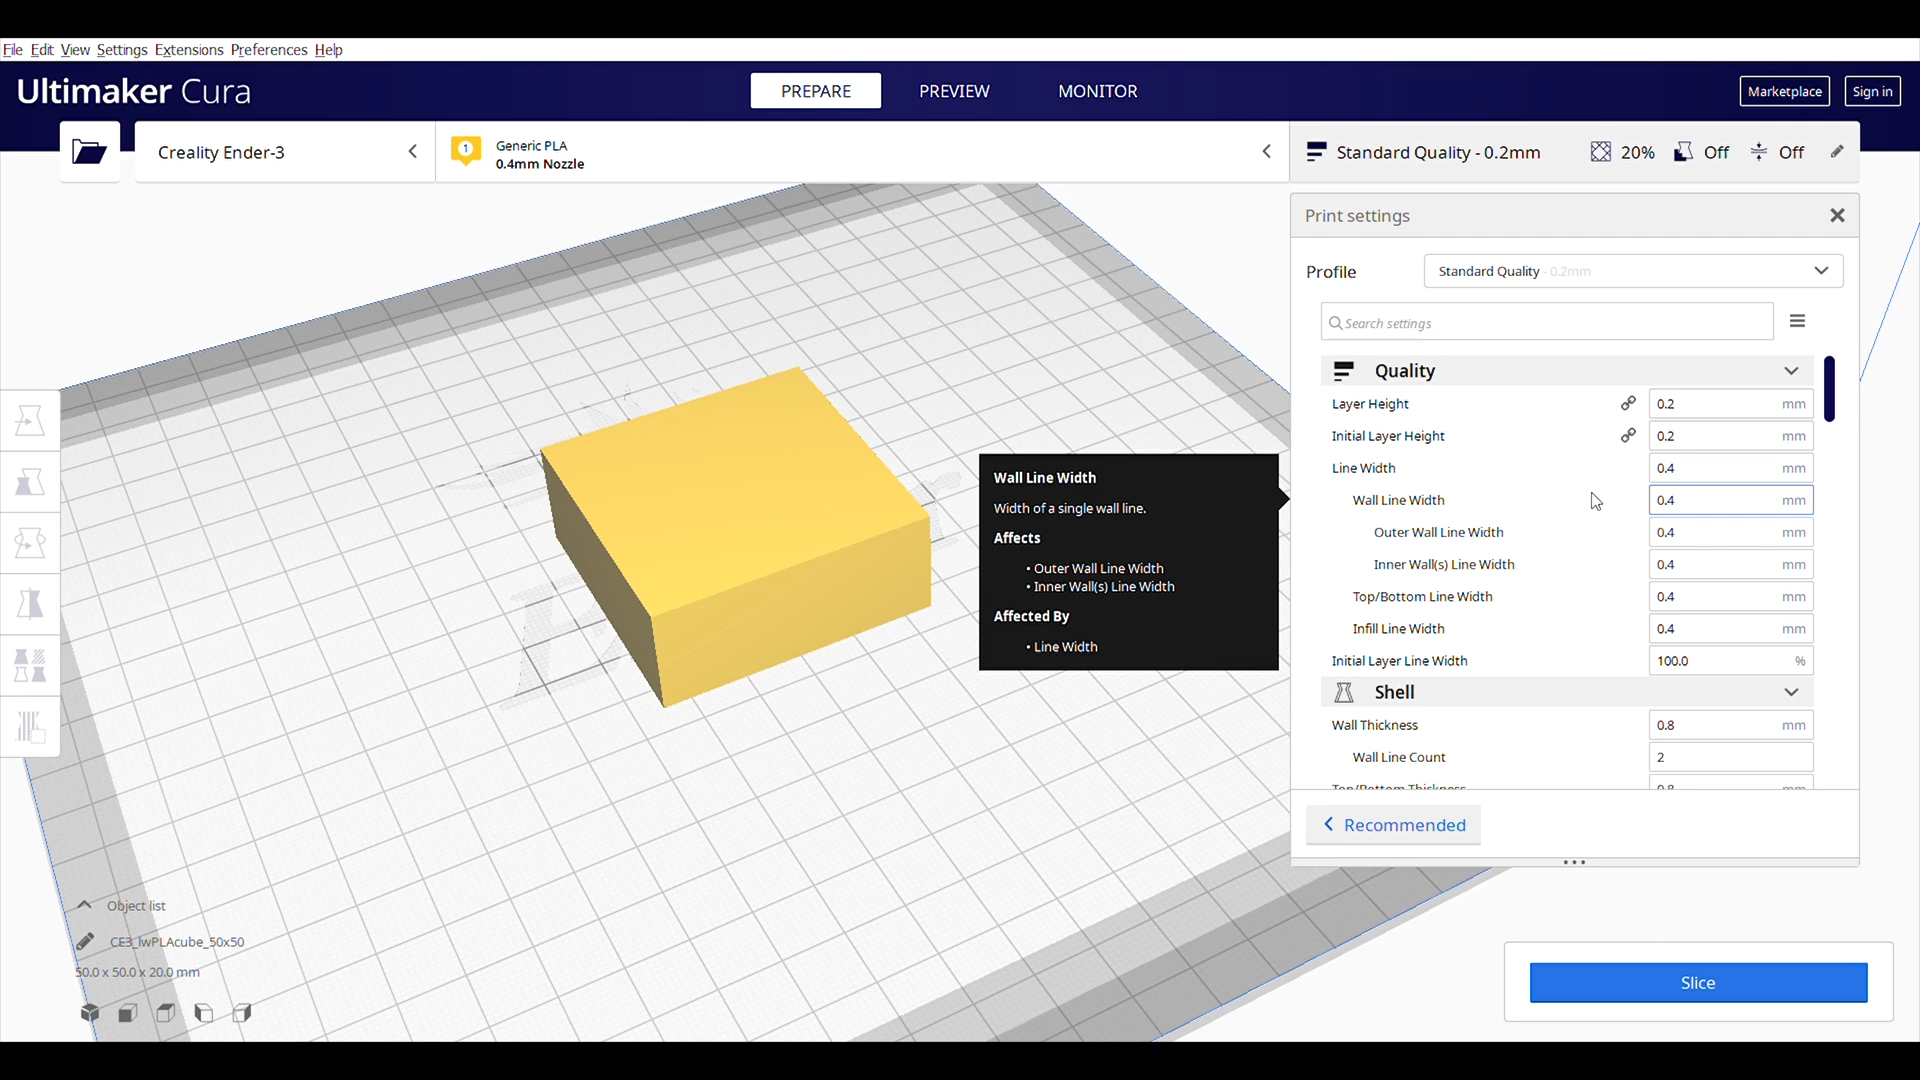 File Edit View Settings Extensions Preferences Help
Ultimaker Cura
PREPARE
PREVIEW
MONITOR
Marketplace
Sign in
Creality Ender-3
1
Generic PLA
0.4mm Nozzle
Standard Quality - 0.2mm
20%
Off
Off
Print settings
Profile
Standard Quality - 0.2mm
Search settings
Quality
Layer Height 0.2 mm
Initial Layer Height 0.2 mm
Line Width 0.4 mm
Wall Line Width 0.4 mm
Outer Wall Line Width 0.4 mm
Inner Wall(s) Line Width 0.4 mm
Top/Bottom Line Width 0.4 mm
Infill Line Width 0.4 mm
Initial Layer Line Width 100.0 %
Shell
Wall Thickness 0.8 mm
Wall Line Count 2
Top/Bottom Thickness 0.8 mm
Recommended
Wall Line Width
Width of a single wall line.
Affects
• Outer Wall Line Width
• Inner Wall(s) Line Width
Affected By
• Line Width
Object list
CE3_lwPLAcube_50x50
50.0 x 50.0 x 20.0 mm
Slice